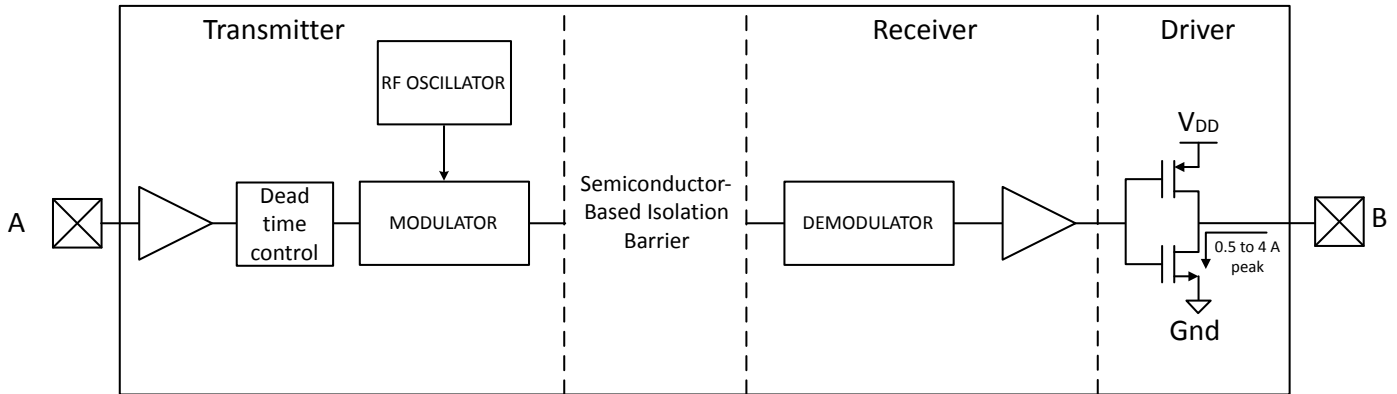 Transmitter
Receiver
Driver
RF OSCILLATOR
VDD
A
Dead
time
control
MODULATOR
Semiconductor-
Based Isolation
Barrier
DEMODULATOR
0.5 to 4 A
peak
B
Gnd